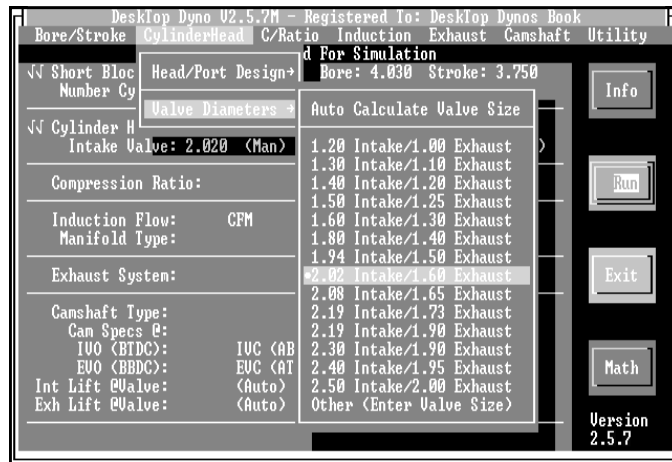 DeskTop Dyno V2.5.7M - Registered To: DeskTop Dynos Book
Bore/Stroke CylinderHead C/Ratio Induction Exhaust Camshaft Utility
d For Simulation
√√ Short Bloc Head/Port Design→ Bore: 4.030 Stroke: 3.750
Number Cy
Info
Valve Diameters → Auto Calculate Valve Size
√√ Cylinder H
Intake Valve: 2.020 (Man) 1.20 Intake/1.00 Exhaust )
1.30 Intake/1.10 Exhaust
Compression Ratio: 1.40 Intake/1.20 Exhaust
Run
1.50 Intake/1.25 Exhaust
Induction Flow: CFM 1.60 Intake/1.30 Exhaust
Manifold Type: 1.80 Intake/1.40 Exhaust
1.94 Intake/1.50 Exhaust
Exhaust System: •2.02 Intake/1.60 Exhaust
Exit
2.08 Intake/1.65 Exhaust
Camshaft Type: 2.19 Intake/1.73 Exhaust
Cam Specs @: 2.19 Intake/1.90 Exhaust
IVO (BTDC): IVC (AB 2.30 Intake/1.90 Exhaust
EVO (BBDC): EVC (AT 2.40 Intake/1.95 Exhaust
Math
Int Lift @Valve: (Auto) 2.50 Intake/2.00 Exhaust
Exh Lift @Valve: (Auto) Other (Enter Valve Size)
Version
2.5.7